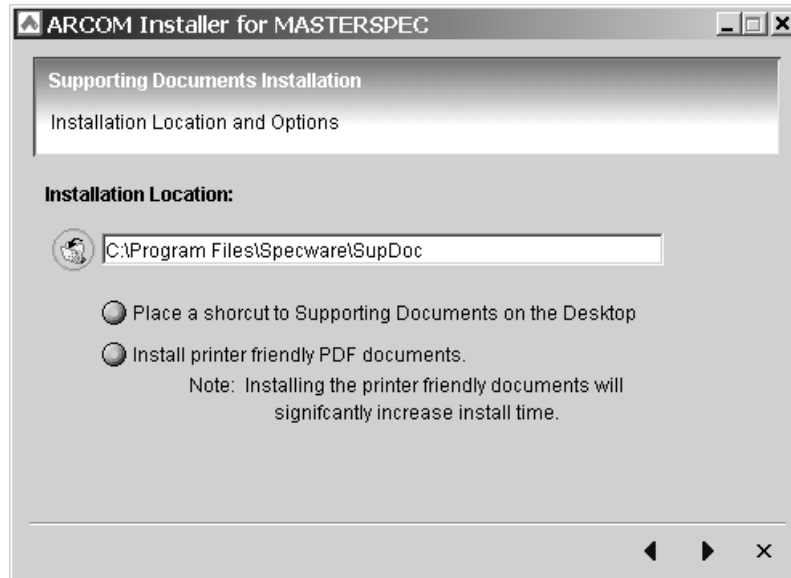 ARCOM Installer for MASTERSPEC
Supporting Documents Installation
Installation Location and Options
Installation Location:
C:\Program Files\Specware\SupDoc
Place a shorcut to Supporting Documents on the Desktop
Install printer friendly PDF documents.
Note: Installing the printer friendly documents will
signifcantly increase install time.